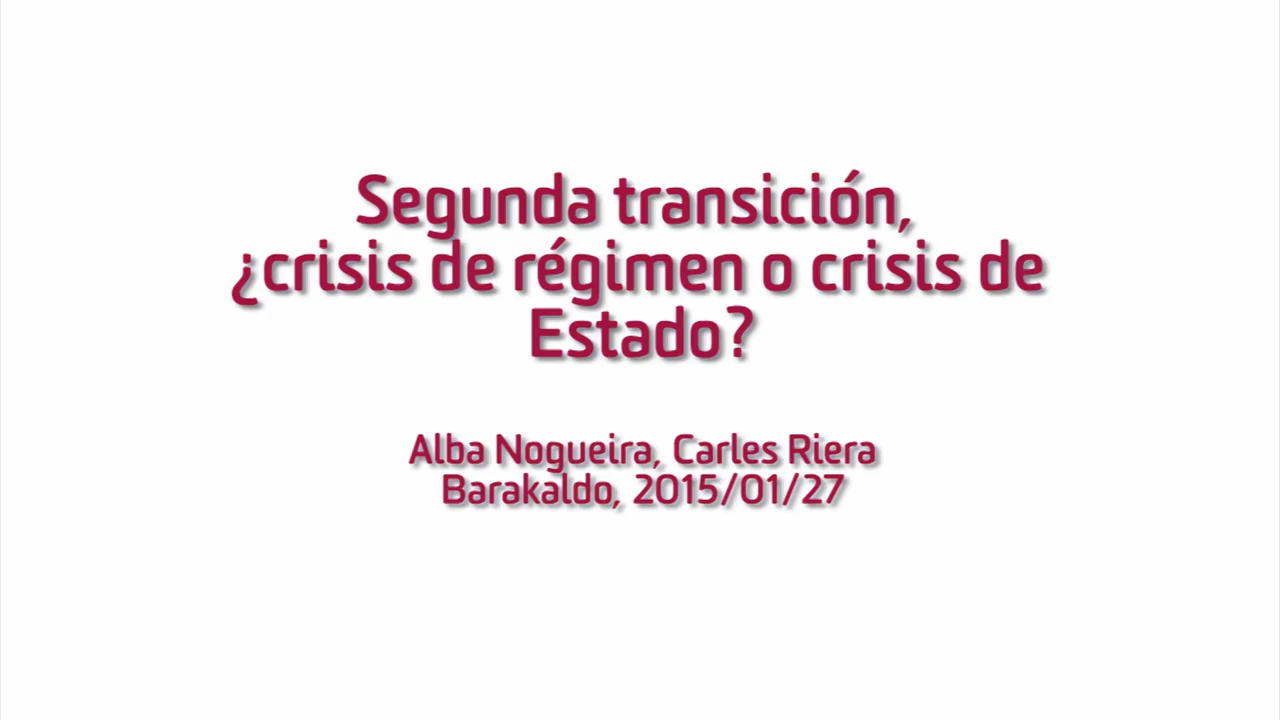 Segunda transición,
¿crisis de régimen o crisis de
Estado?
Alba Nogueira, Carles Riera
Barakaldo, 2015/01/27